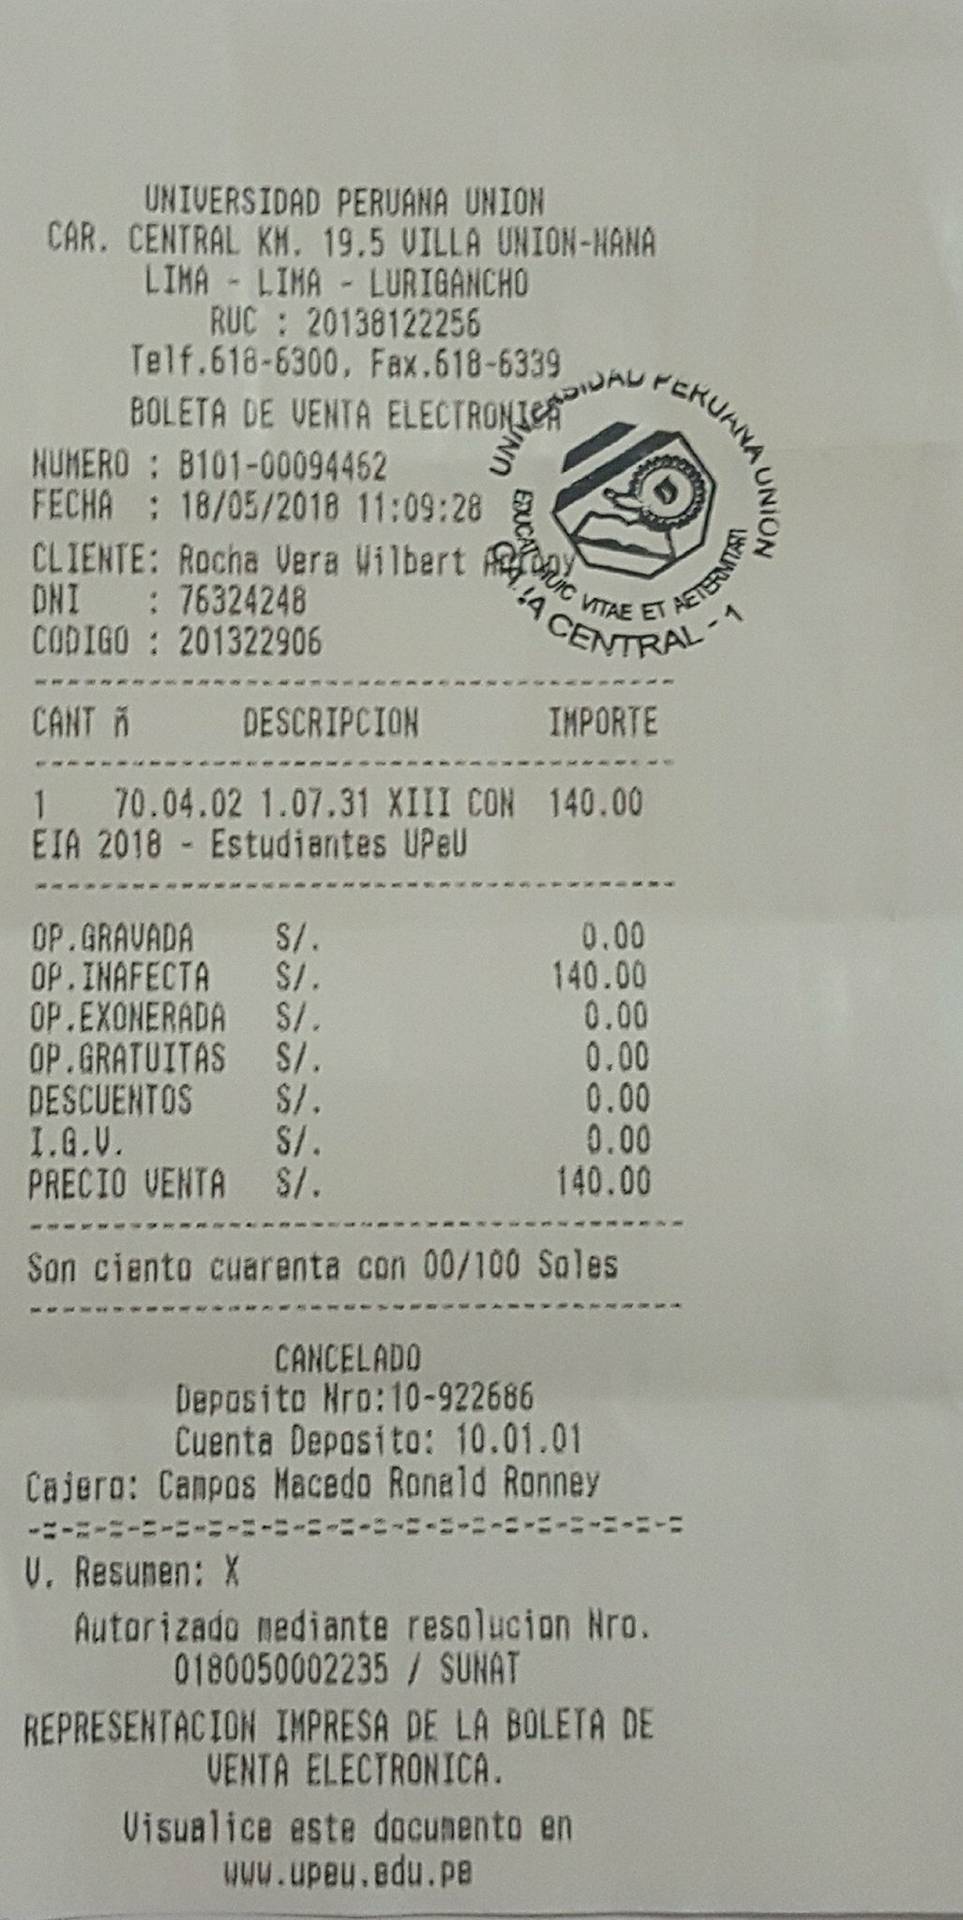 UNIVERSIDAD PERUANA UNION
CAR. CENTRAL KM. 19.5 VILLA UNION-NANA
LIMA - LIMA - LURIGANCHO
RUC : 20138122256
Telf.618-6300, Fax.618-6339
BOLETA DE VENTA ELECTRONICA
UNIVERSIDAD PERUANA UNION
EDUCAT HUIC VITAE ET AETERNITATI
CAJA CENTRAL - 1
NUMERO : B101-00094462
FECHA : 18/05/2018 11:09:28
CLIENTE: Rocha Vera Wilbert
DNI : 76324248
CODIGO : 201322906
CANT ñ DESCRIPCION IMPORTE
1 70.04.02 1.07.31 XIII CON 140.00
EIA 2018 - Estudiantes UPeU
OP.GRAVADA S/. 0.00
OP.INAFECTA S/. 140.00
OP.EXONERADA S/. 0.00
OP.GRATUITAS S/. 0.00
DESCUENTOS S/. 0.00
I.G.V. S/. 0.00
PRECIO VENTA S/. 140.00
Son ciento cuarenta con 00/100 Soles
CANCELADO
Deposito Nro:10-922686
Cuenta Deposito: 10.01.01
Cajero: Campos Macedo Ronald Ronney
-=-=-=-=-=-=-=-=-=-=-=-=-=-=-=-=-=-=-=-=
V. Resumen: X
Autorizado mediante resolucion Nro.
0180050002235 / SUNAT
REPRESENTACION IMPRESA DE LA BOLETA DE
VENTA ELECTRONICA.
Visualice este documento en
www.upeu.edu.pe